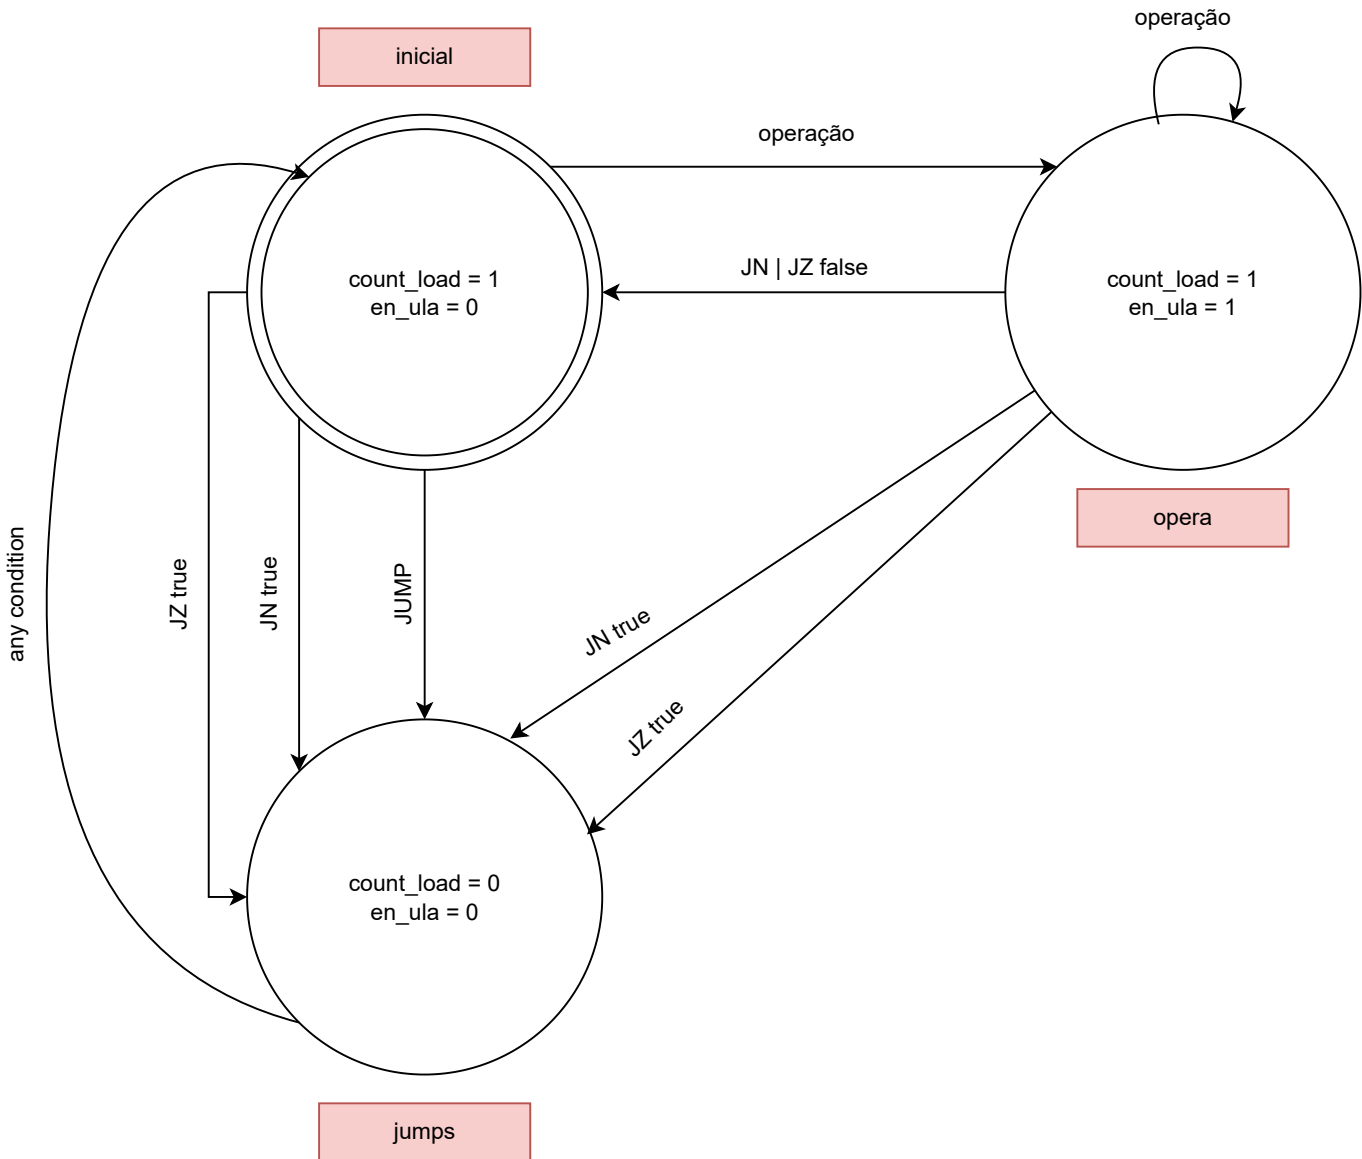 operação
inicial
operação
JN | JZ false
count_load = 1
en_ula = 0
count_load = 1
en_ula = 1
opera
any condition
JZ true
JN true
JUMP
JN true
JZ true
count_load = 0
en_ula = 0
jumps